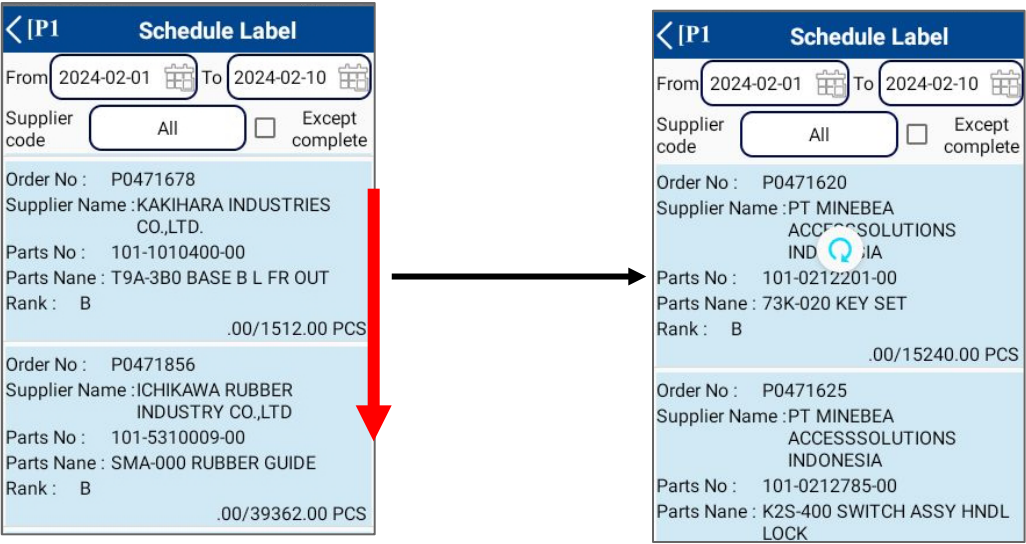 [P1 Schedule Label
From 2024-02-01 To 2024-02-10
Supplier code All Except complete
Order No : P0471678
Supplier Name :KAKIHARA INDUSTRIES
CO.,LTD.
Parts No : 101-1010400-00
Parts Nane : T9A-3B0 BASE B L FR OUT
Rank : B
.00/1512.00 PCS
Order No : P0471856
Supplier Name :ICHIKAWA RUBBER
INDUSTRY CO.,LTD
Parts No : 101-5310009-00
Parts Nane : SMA-000 RUBBER GUIDE
Rank : B
.00/39362.00 PCS
[P1 Schedule Label
From 2024-02-01 To 2024-02-10
Supplier code All Except complete
Order No : P0471620
Supplier Name :PT MINEBEA
SOLUTIONS
Parts No : 101-0212201-00
Parts Nane : 73K-020 KEY SET
Rank : B
.00/15240.00 PCS
Order No : P0471625
Supplier Name :PT MINEBEA
ACCESSSOLUTIONS
INDONESIA
Parts No : 101-0212785-00
Parts Nane : K2S-400 SWITCH ASSY HNDL
LOCK